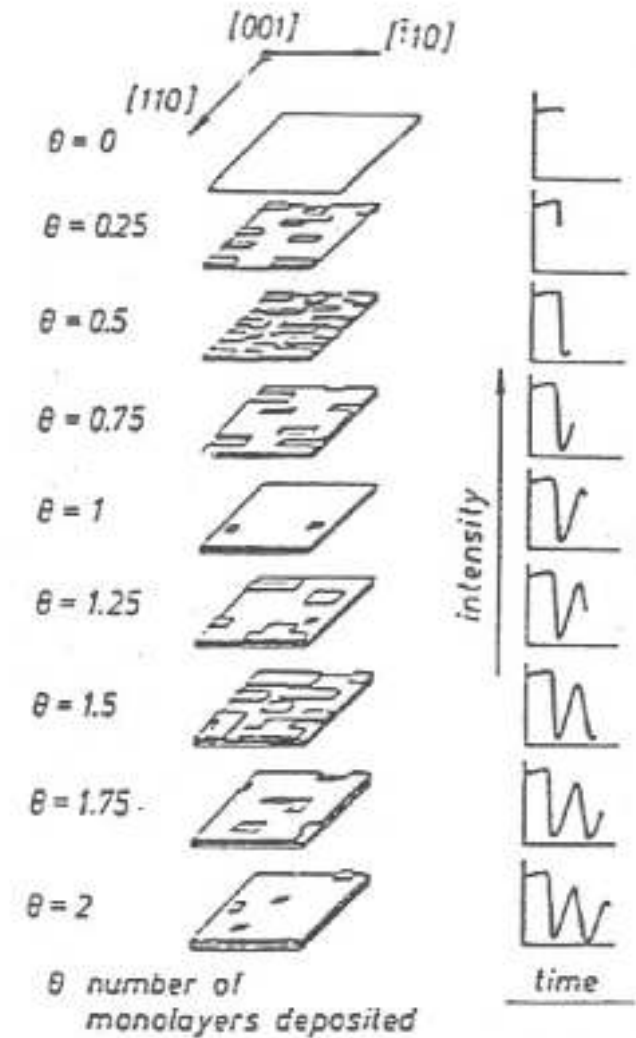 [001]
[1̄10]
[110]
θ = 0
θ = 0.25
θ = 0.5
θ = 0.75
θ = 1
θ = 1.25
θ = 1.5
θ = 1.75
θ = 2
intensity
time
θ number of
monolayers deposited